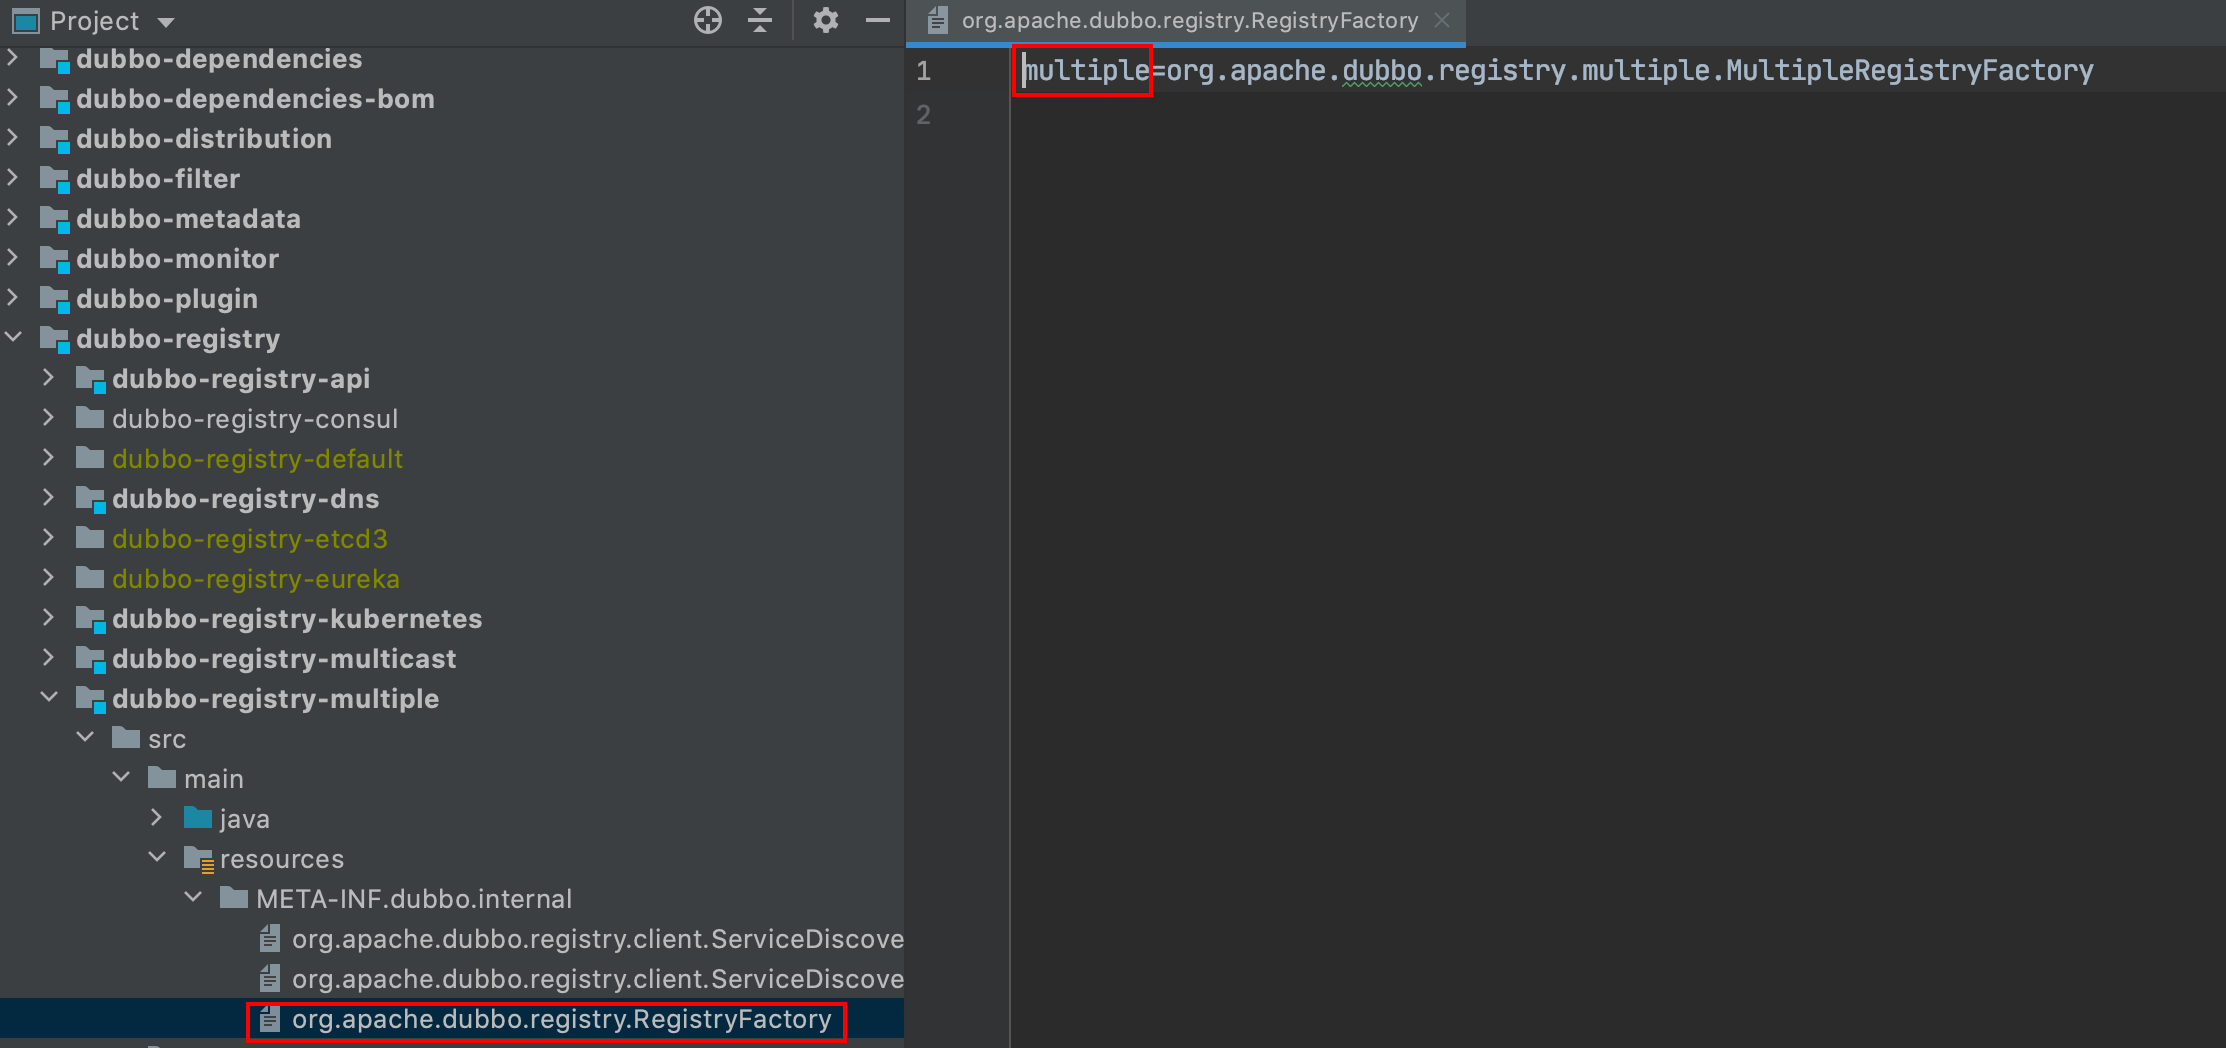 Project
dubbo-dependencies
dubbo-dependencies-bom
dubbo-distribution
dubbo-filter
dubbo-metadata
dubbo-monitor
dubbo-plugin
dubbo-registry
dubbo-registry-api
dubbo-registry-consul
dubbo-registry-default
dubbo-registry-dns
dubbo-registry-etcd3
dubbo-registry-eureka
dubbo-registry-kubernetes
dubbo-registry-multicast
dubbo-registry-multiple
src
main
java
resources
META-INF.dubbo.internal
org.apache.dubbo.registry.client.ServiceDiscove
org.apache.dubbo.registry.client.ServiceDiscove
org.apache.dubbo.registry.RegistryFactory
org.apache.dubbo.registry.RegistryFactory
1 multiple=org.apache.dubbo.registry.multiple.MultipleRegistryFactory
2